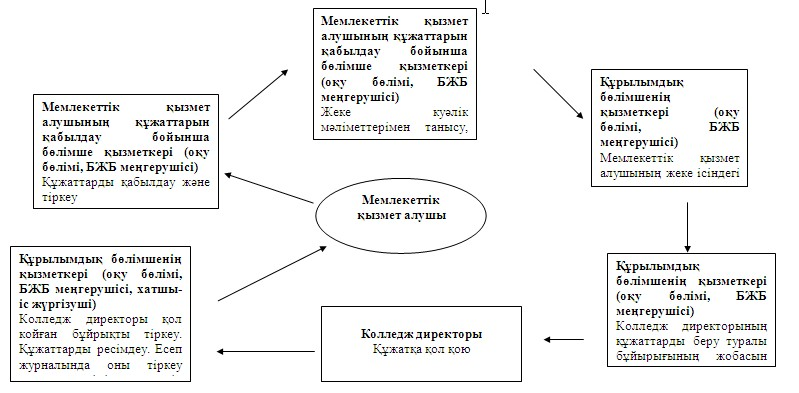 Мемлекеттік қызмет
алушының құжаттарын
қабылдау бойынша
бөлімше қызметкері
(оқу бөлімі, БЖБ
меңгерушісі)
Жеке куәлік
мәліметтерімен танысу,
Құрылымдық
бөлімшенің
қызметкері (оқу
бөлімі, БЖБ
меңгерушісі)
Мемлекеттік қызмет
алушының жеке ісіндегі
Мемлекеттік қызмет
алушының құжаттарын
қабылдау бойынша
бөлімше қызметкері (оқу
бөлімі, БЖБ меңгерушісі)
Құжаттарды қабылдау және
тіркеу
Мемлекеттік
қызмет алушы
Құрылымдық бөлімшенің
қызметкері (оқу бөлімі,
БЖБ меңгерушісі, хатшы-
іс жүргізуші)
Колледж директоры қол
қойған бұйрықты тіркеу.
Құжаттарды ресімдеу. Есеп
журналында оны тіркеу
Колледж директоры
Құжатқа қол қою
Құрылымдық
бөлімшенің қызметкері
(оқу бөлімі, БЖБ
меңгерушісі)
Колледж директорының
құжаттарды беру туралы
бұйырығының жобасын